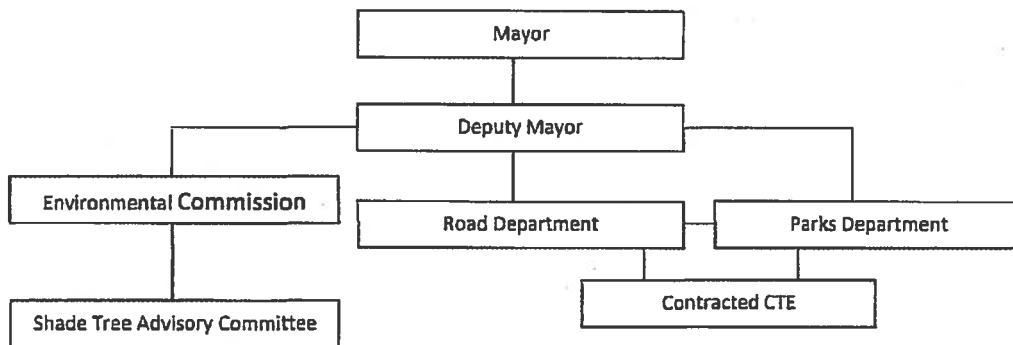 Mayor
Deputy Mayor
Environmental Commission
Road Department
Parks Department
Contracted CTE
Shade Tree Advisory Committee